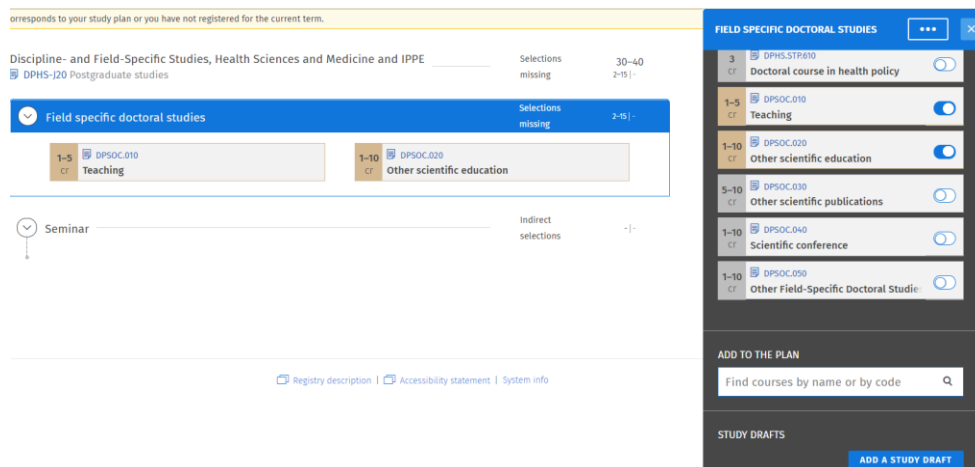 orresponds to your study plan or you have not registered for the current term.
Discipline- and Field-Specific Studies, Health Sciences and Medicine and IPPE
DPHS-J20 Postgraduate studies
Selections
missing
30–40
2–15 | -
Field specific doctoral studies
Selections
missing
2–15 | -
1–5
cr
DPSOC.010
Teaching
1–10
cr
DPSOC.020
Other scientific education
Seminar
Indirect
selections
- | -
Registry description | Accessibility statement | System info
FIELD SPECIFIC DOCTORAL STUDIES
3
cr
DPHS.STP.610
Doctoral course in health policy
1–5
cr
DPSOC.010
Teaching
1–10
cr
DPSOC.020
Other scientific education
5–10
cr
DPSOC.030
Other scientific publications
1–10
cr
DPSOC.040
Scientific conference
1–10
cr
DPSOC.050
Other Field-Specific Doctoral Studie
ADD TO THE PLAN
Find courses by name or by code
STUDY DRAFTS
ADD A STUDY DRAFT